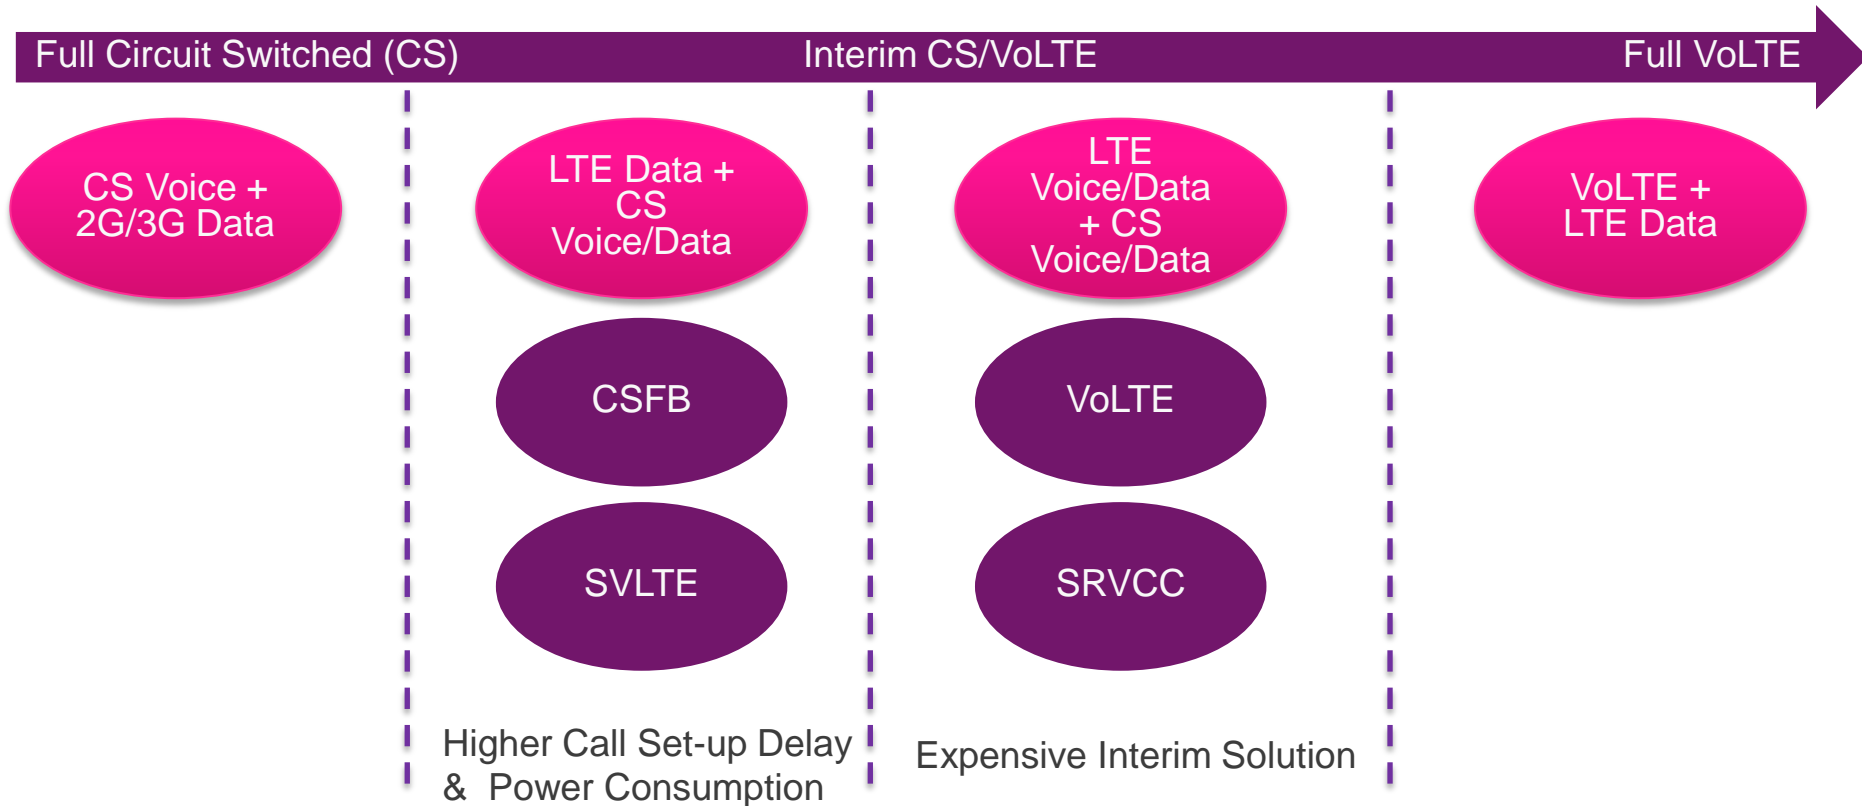 Full Circuit Switched (CS)
Interim CS/VoLTE
Full VoLTE
CS Voice +
2G/3G Data
LTE Data +
CS
Voice/Data
LTE
Voice/Data
+ CS
Voice/Data
VoLTE +
LTE Data
CSFB
VoLTE
SVLTE
SRVCC
Higher Call Set-up Delay
& Power Consumption
Expensive Interim Solution